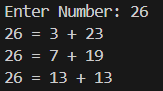 Enter Number: 26
26 = 3 + 23
26 = 7 + 19
26 = 13 + 13